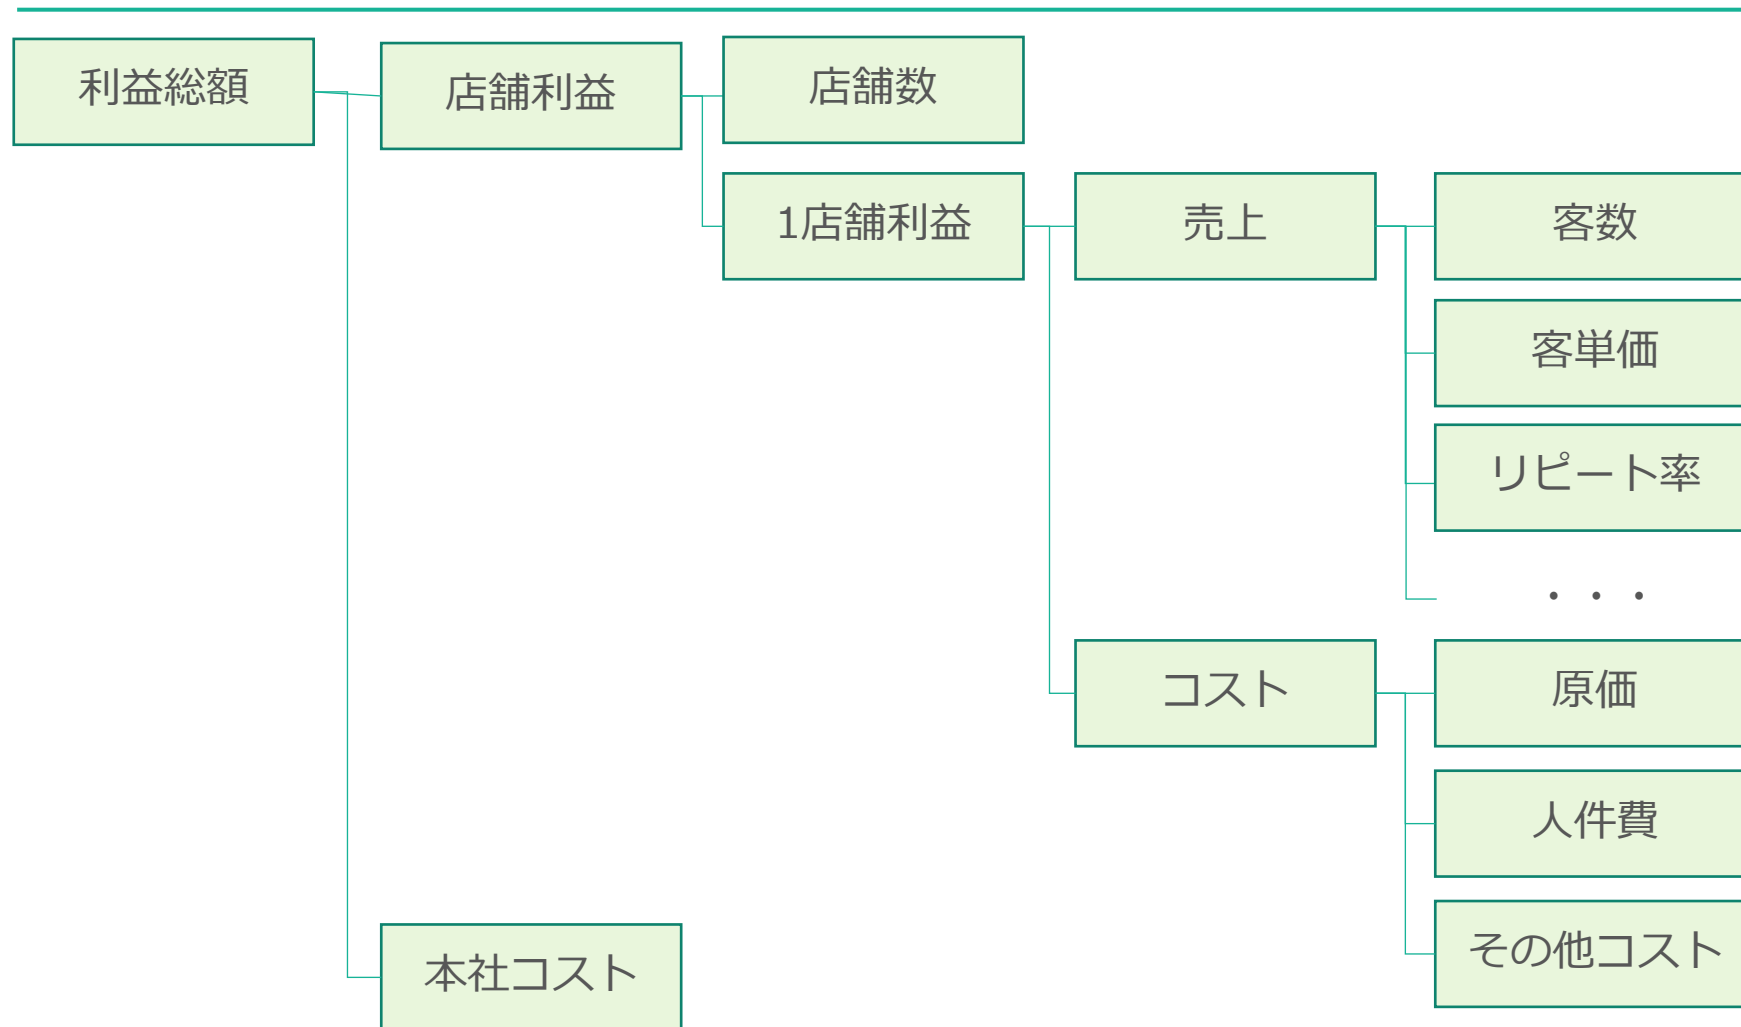 利益総額
店舗利益
店舗数
1店舗利益
売上
客数
客単価
リピート率
・・・
コスト
原価
人件費
その他コスト
本社コスト